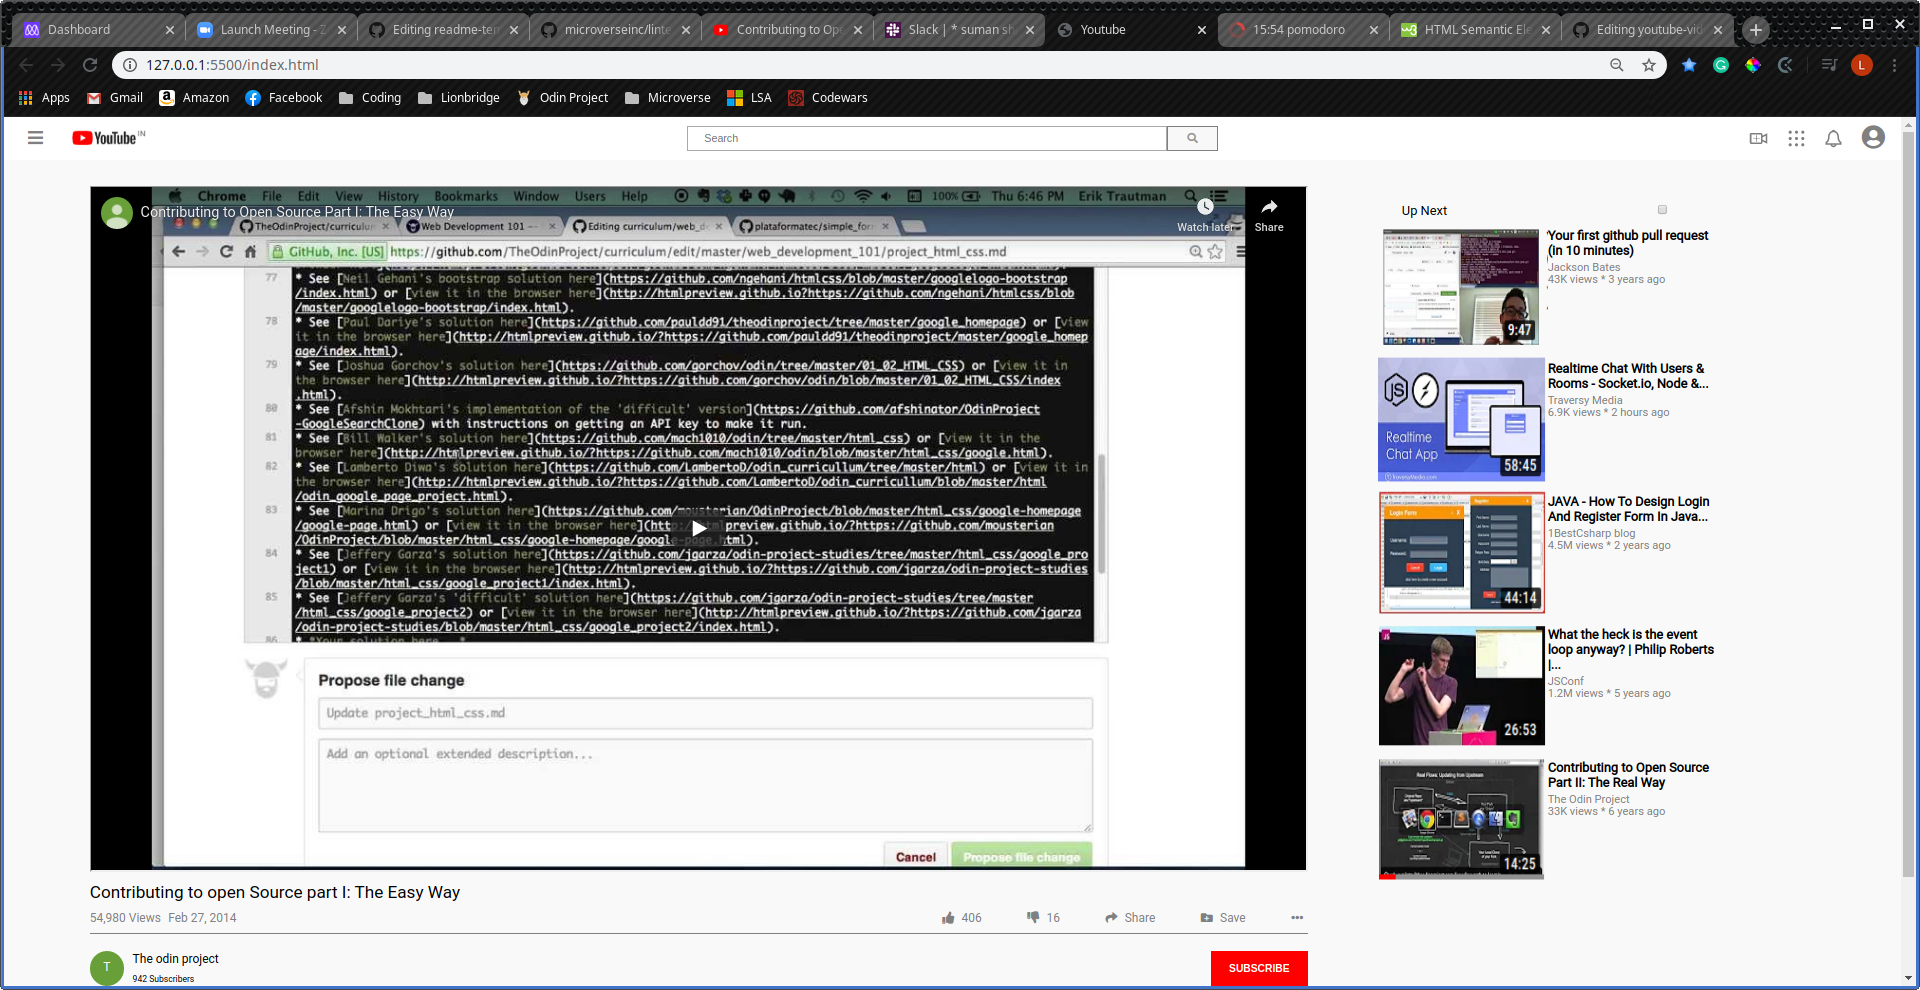 Dashboard
Launch Meeting - Z
Editing readme-tem
microverseinc/linte
Contributing to Ope
Slack | * suman sh
Youtube
15:54 pomodoro
HTML Semantic Ele
Editing youtube-vid
127.0.0.1:5500/index.html
L
Apps
Gmail
Amazon
Facebook
Coding
Lionbridge
Odin Project
Microverse
LSA
Codewars
YouTube IN
Search
Chrome File Edit View History Bookmarks Window Users Help 100% Thu 6:46 PM Erik Trautman
Contributing to Open Source Part I: The Easy Way
Watch later
Share
TheOdinProject/curriculum
Web Development 101 —
Editing curriculum/web_de
plataformatec/simple_for
GitHub, Inc. [US] https://github.com/TheOdinProject/curriculum/edit/master/web_development_101/project_html_css.md
77 * See [Neil Gehani's bootstrap solution here](https://github.com/ngehani/htmlcss/blob/master/googlelogo-bootstrap
/index.html) or [view it in the browser here](http://htmlpreview.github.io?https://github.com/ngehani/htmlcss/blob
/master/googlelogo-bootstrap/index.html).
78 * See [Paul Dariye's solution here](https://github.com/pauldd91/theodinproject/tree/master/google_homepage) or [view
it in the browser here](http://htmlpreview.github.io/?https://github.com/pauldd91/theodinproject/master/google_homep
age/index.html).
79 * See [Joshua Gorchov's solution here](https://github.com/gorchov/odin/tree/master/01_02_HTML_CSS) or [view it in
the browser here](http://htmlpreview.github.io/?https://github.com/gorchov/odin/blob/master/01_02_HTML_CSS/index
.html).
80 * See [Afshin Mokhtari's implementation of the 'difficult' version](https://github.com/afshinator/OdinProject
-GoogleSearchClone) with instructions on getting an API key to make it run.
81 * See [Bill Walker's solution here](https://github.com/mach1010/odin/tree/master/html_css) or [view it in the
browser here](http://htmlpreview.github.io/?https://github.com/mach1010/odin/blob/master/html_css/google.html).
82 * See [Lamberto Diwa's solution here](https://github.com/LambertoD/odin_curricullum/tree/master/html) or [view it in
the browser here](http://htmlpreview.github.io/?https://github.com/LambertoD/odin_curricullum/blob/master/html
/odin_google_page_project.html).
83 * See [Marina Drigo's solution here](https://github.com/mousterian/OdinProject/blob/master/html_css/google-homepage
/google-page.html) or [view it in the browser here](htt preview.github.io/?https://github.com/mousterian
/OdinProject/blob/master/html_css/google-homepage/google-page.html).
84 * See [Jeffery Garza's solution here](https://github.com/jgarza/odin-project-studies/tree/master/html_css/google_pro
ject1) or [view it in the browser here](http://htmlpreview.github.io/?https://github.com/jgarza/odin-project-studies
/blob/master/html_css/google_project1/index.html).
85 * See [Jeffery Garza's 'difficult' solution here](https://github.com/jgarza/odin-project-studies/tree/master
/html_css/google_project2) or [view it in the browser here](http://htmlpreview.github.io/?https://github.com/jgarza
/odin-project-studies/blob/master/html_css/google_project2/index.html).
86 * *Your solution here...*
Propose file change
Update project_html_css.md
Add an optional extended description...
Cancel
Propose file change
Contributing to open Source part I: The Easy Way
54,980 Views Feb 27, 2014
406
16
Share
Save
T
The odin project
942 Subscribers
SUBSCRIBE
Up Next
9:47
'Your first github pull request
(In 10 minutes)
Jackson Bates
43K views * 3 years ago
JS
Realtime
Chat App
58:45
Realtime Chat With Users &
Rooms - Socket.io, Node &...
Traversy Media
6.9K views * 2 hours ago
Login Form
44:14
JAVA - How To Design Login
And Register Form In Java...
1BestCsharp blog
4.5M views * 2 years ago
JS
26:53
What the heck is the event
loop anyway? | Philip Roberts
|...
JSConf
1.2M views * 5 years ago
Real Flows: Updating from Upstream
14:25
Contributing to Open Source
Part II: The Real Way
The Odin Project
33K views * 6 years ago